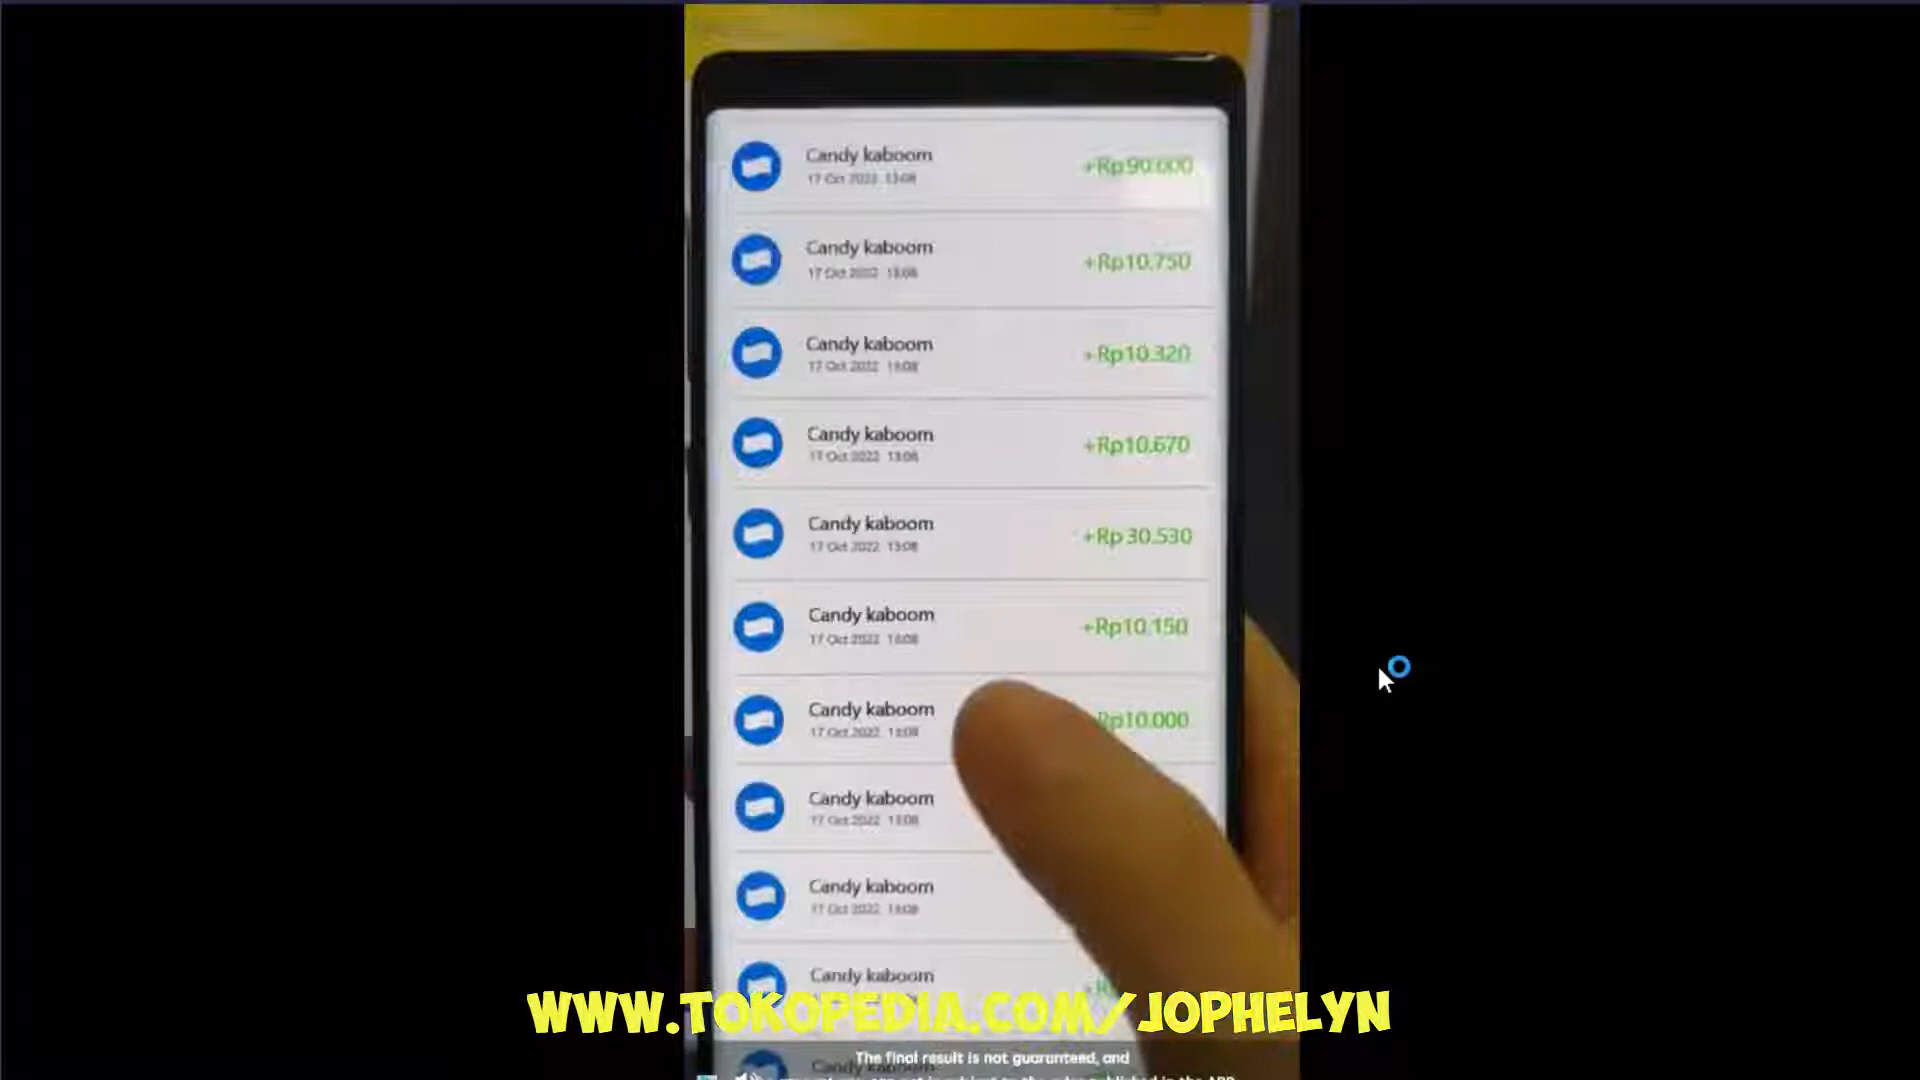 Candy kaboom
17 Oct 2022 13:08
+Rp90.000
Candy kaboom
17 Oct 2022 13:08
+Rp10.750
Candy kaboom
17 Oct 2022 13:08
+Rp10.320
Candy kaboom
17 Oct 2022 13:08
+Rp10.670
Candy kaboom
17 Oct 2022 13:08
+Rp30.530
Candy kaboom
17 Oct 2022 13:08
+Rp10.150
Candy kaboom
17 Oct 2022 13:08
Rp10.000
Candy kaboom
17 Oct 2022 13:08
Candy kaboom
17 Oct 2022 13:08
Candy kaboom
WWW.TOKOPEDIA.COM/JOPHELYN
The final result is not guaranteed, and
Candy kaboom